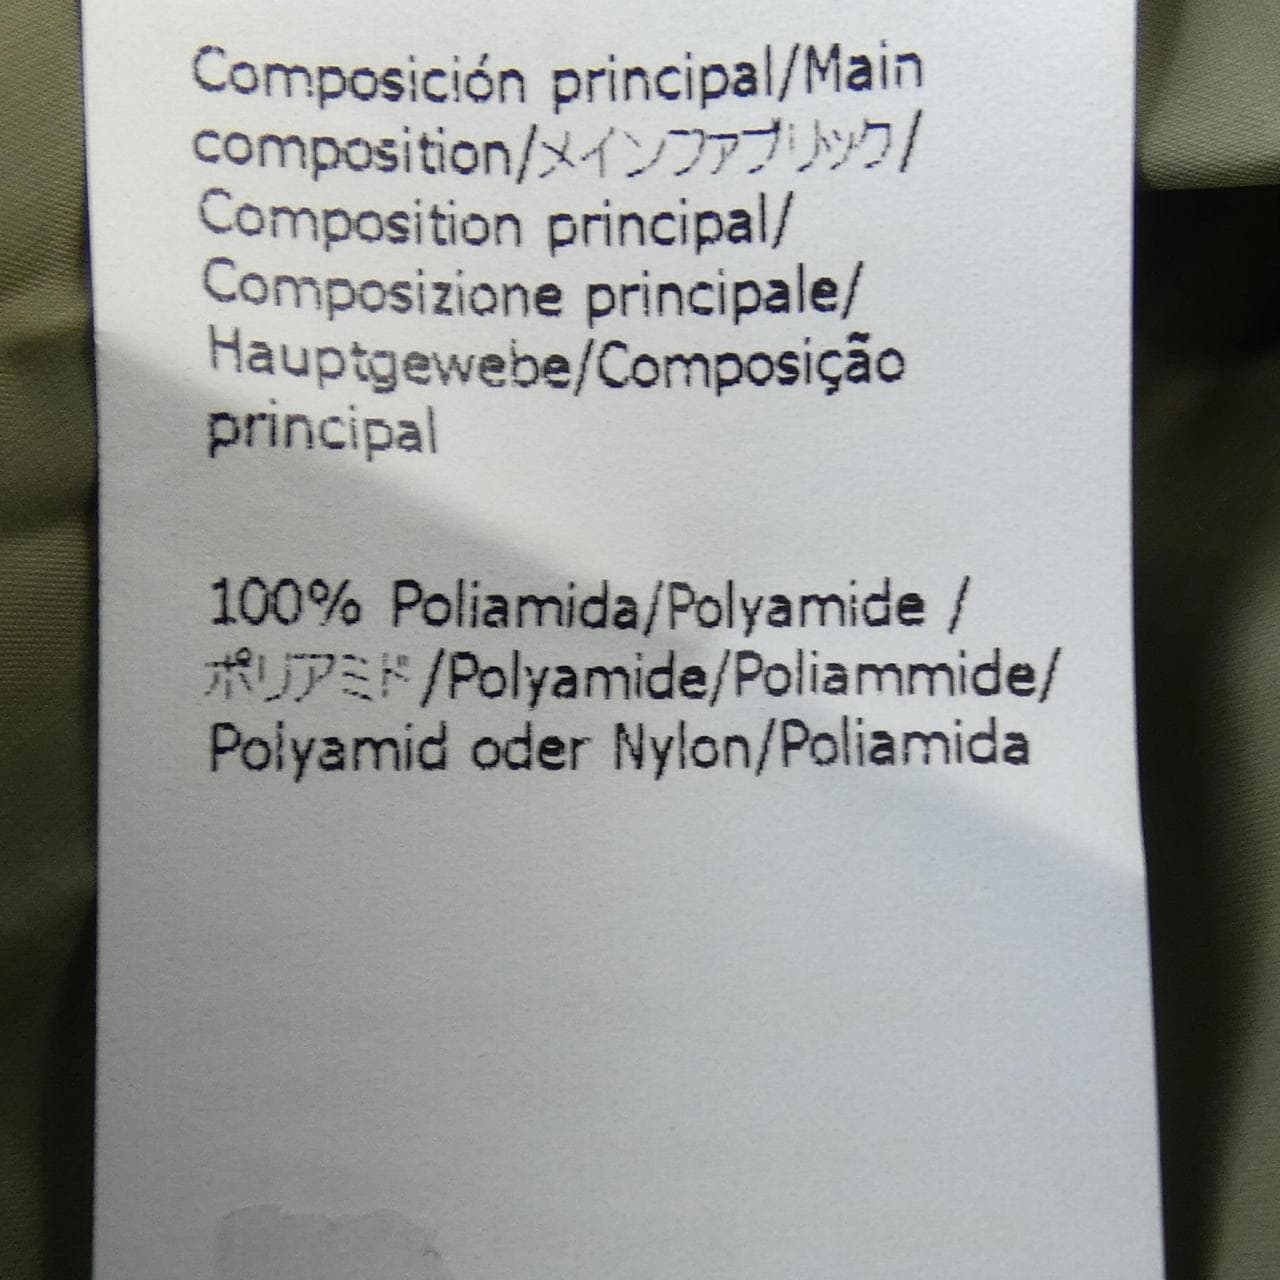 Composición principal/Main
composition/メインファブリック/
Composition principal/
Composizione principale/
Hauptgewebe/Composição
principal
100% Poliamida/Polyamide /
ポリアミド/Polyamide/Poliammide/
Polyamid oder Nylon/Poliamida